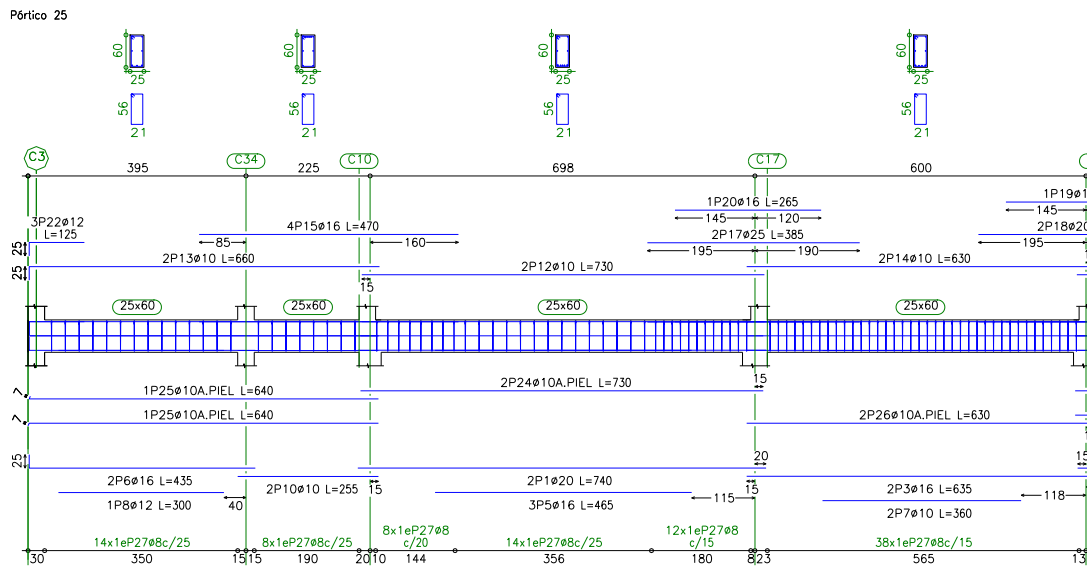 Pórtico 25
60 60 60 60
25 25 25 25
56 56 56 56
21 21 21 21
C3 C34 C10 C17
395 225 698 600
1P19Ø1
1P20Ø16 L=265
145 120 145
3P22Ø12
L=125
4P15Ø16 L=470
2P17Ø25 L=385
2P18Ø20
25
85 160 195 190 195
25
2P13Ø10 L=660
2P12Ø10 L=730
2P14Ø10 L=630
15
25x60 25x60 25x60 25x60
15
2P24Ø10A.PIEL L=730
7
1P25Ø10A.PIEL L=640
7
1P25Ø10A.PIEL L=640
2P26Ø10A.PIEL L=630
25
20 15
2P6Ø16 L=435
2P10Ø10 L=255
15
2P1Ø20 L=740
15
2P3Ø16 L=635
1P8Ø12 L=300
40
3P5Ø16 L=465
115
2P7Ø10 L=360
118
14x1eP27Ø8c/25
8x1eP27Ø8c/25
8x1eP27Ø8
c/20
14x1eP27Ø8c/25
12x1eP27Ø8
c/15
38x1eP27Ø8c/15
30 350 15 15 190 20 10 144 356 180 8 23 565 13